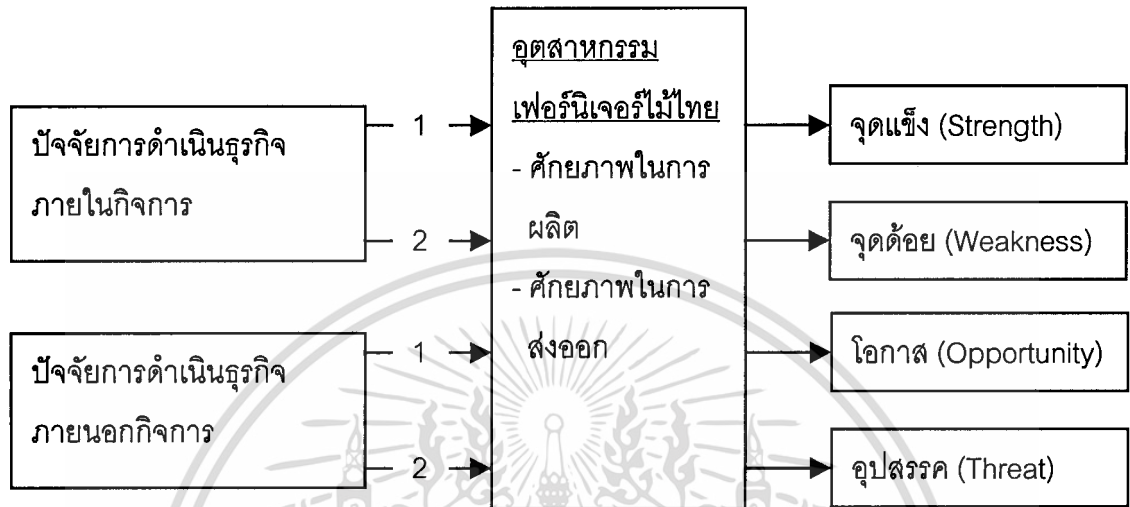 ปัจจัยการดำเนินธุรกิจ
ภายในกิจการ
1
2
ปัจจัยการดำเนินธุรกิจ
ภายนอกกิจการ
1
2
อุตสาหกรรม
เฟอร์นิเจอร์ไม้ไทย
- ศักยภาพในการ
ผลิต
- ศักยภาพในการ
ส่งออก
จุดแข็ง (Strength)
จุดด้อย (Weakness)
โอกาส (Opportunity)
อุปสรรค (Threat)